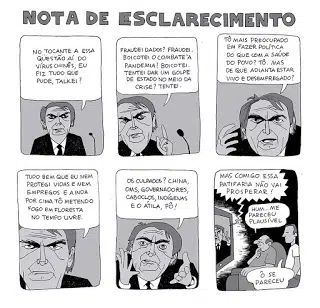 NOTA DE ESCLARECIMENTO
NO TOCANTE A ESSA
QUESTÃO AÍ DO
VÍRUS CHINÊS, EU
FIZ TUDO QUE
PUDE, TALKEI?
FRAUDEI DADOS? FRAUDEI.
BOICOTEI O COMBATE A
PANDEMIA? BOICOTEI.
TENTEI DAR UM GOLPE
DE ESTADO NO MEIO DA
CRISE? TENTEI.
TÔ MAIS PREOCUPADO
EM FAZER POLÍTICA
DO QUE COM A SAÚDE
DO POVO? TÔ. MAS
DE QUE ADIANTA ESTAR
VIVO E DESEMPREGADO?
TUDO BEM QUE EU NEM
PROTEGI VIDAS E NEM
EMPREGOS E AINDA
POR CIMA TÔ METENDO
FOGO EM FLORESTA
NO TEMPO LIVRE.
OS CULPADOS? CHINA,
OMS, GOVERNADORES,
CABOCLOS, INDÍGENAS
E O ÁTILA, PÔ!
MAS COMIGO ESSA
PATIFARIA NÃO VAI
PROSPERAR!
HUM... ME
PARECEU
PLAUSÍVEL
Ô SE
PARECEU